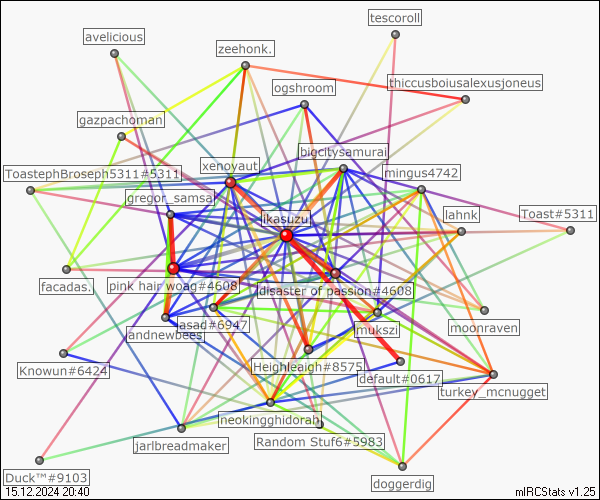 tescoroll
avelicious
zeehonk.
thiccusboiusalexusjoneus
ogshroom
gazpachoman
bigcitysamurai
xenoyaut
mingus4742
ToastephBroseph5311#5311
gregor_samsa
ikasuzu
lahnk
Toast#5311
facadas.
pink hair woag#4608
disaster of passion#4608
moonraven
asad#6947
mukszi
andnewbees
Knowun#6424
Heighleigh#8575
default#0617
turkey_mcnugget
neokingghidorah
jarlbreadmaker
Random Stuf6#5983
Duck™#9103
doggerdig
15.12.2024 20:40
mIRCStats v1.25